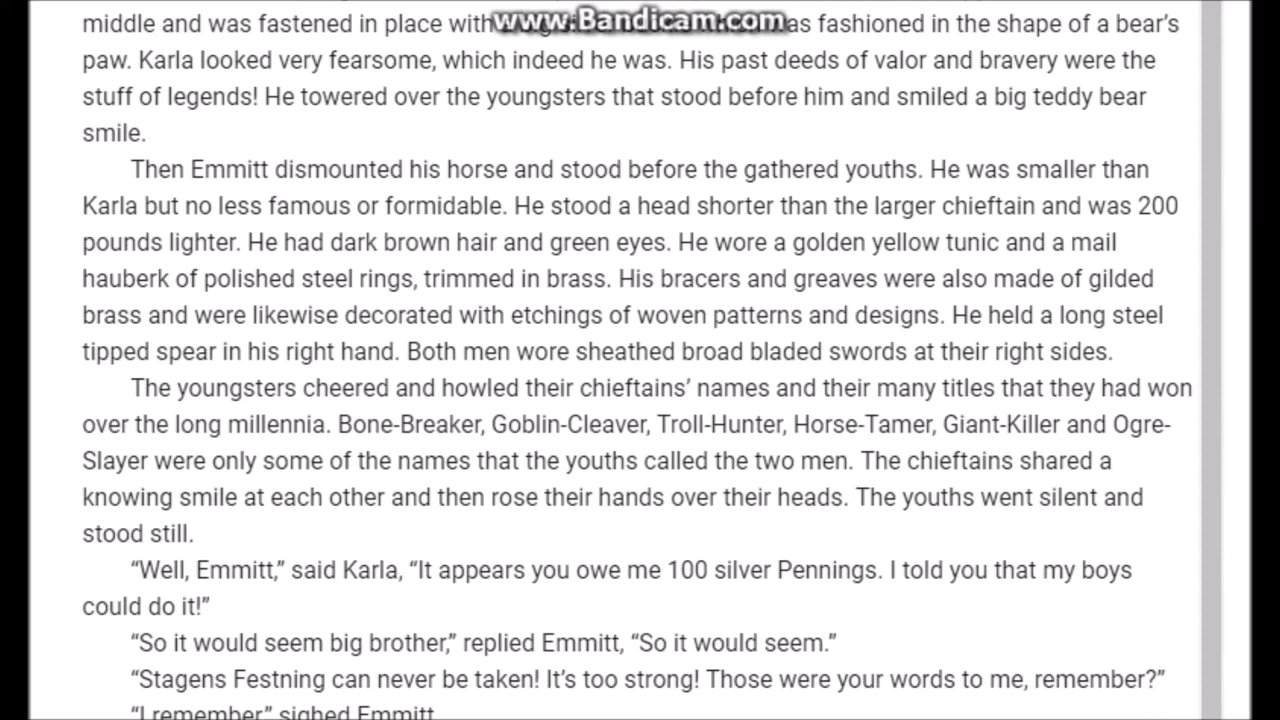 www.Bandicam.com
middle and was fastened in place with as fashioned in the shape of a bear’s
paw. Karla looked very fearsome, which indeed he was. His past deeds of valor and bravery were the
stuff of legends! He towered over the youngsters that stood before him and smiled a big teddy bear
smile.
Then Emmitt dismounted his horse and stood before the gathered youths. He was smaller than
Karla but no less famous or formidable. He stood a head shorter than the larger chieftain and was 200
pounds lighter. He had dark brown hair and green eyes. He wore a golden yellow tunic and a mail
hauberk of polished steel rings, trimmed in brass. His bracers and greaves were also made of gilded
brass and were likewise decorated with etchings of woven patterns and designs. He held a long steel
tipped spear in his right hand. Both men wore sheathed broad bladed swords at their right sides.
The youngsters cheered and howled their chieftains’ names and their many titles that they had won
over the long millennia. Bone-Breaker, Goblin-Cleaver, Troll-Hunter, Horse-Tamer, Giant-Killer and Ogre-
Slayer were only some of the names that the youths called the two men. The chieftains shared a
knowing smile at each other and then rose their hands over their heads. The youths went silent and
stood still.
“Well, Emmitt,” said Karla, “It appears you owe me 100 silver Pennings. I told you that my boys
could do it!”
“So it would seem big brother,” replied Emmitt, “So it would seem.”
“Stagens Festning can never be taken! It’s too strong! Those were your words to me, remember?”
“I remember” sighed Emmitt